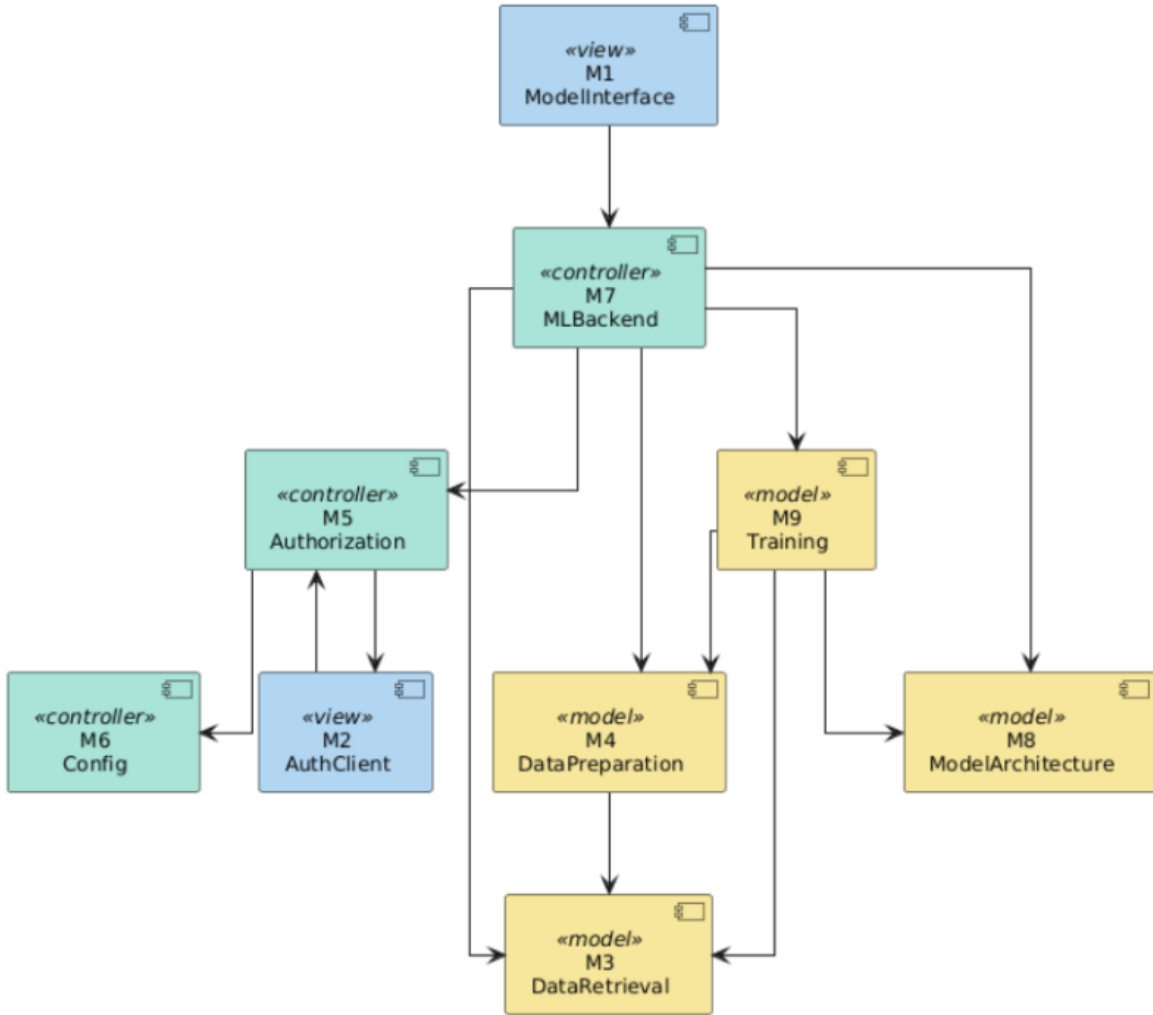 «view»
M1
ModelInterface
«controller»
M7
MLBackend
«controller»
M5
Authorization
«model»
M9
Training
«controller»
M6
Config
«view»
M2
AuthClient
«model»
M4
DataPreparation
«model»
M8
ModelArchitecture
«model»
M3
DataRetrieval